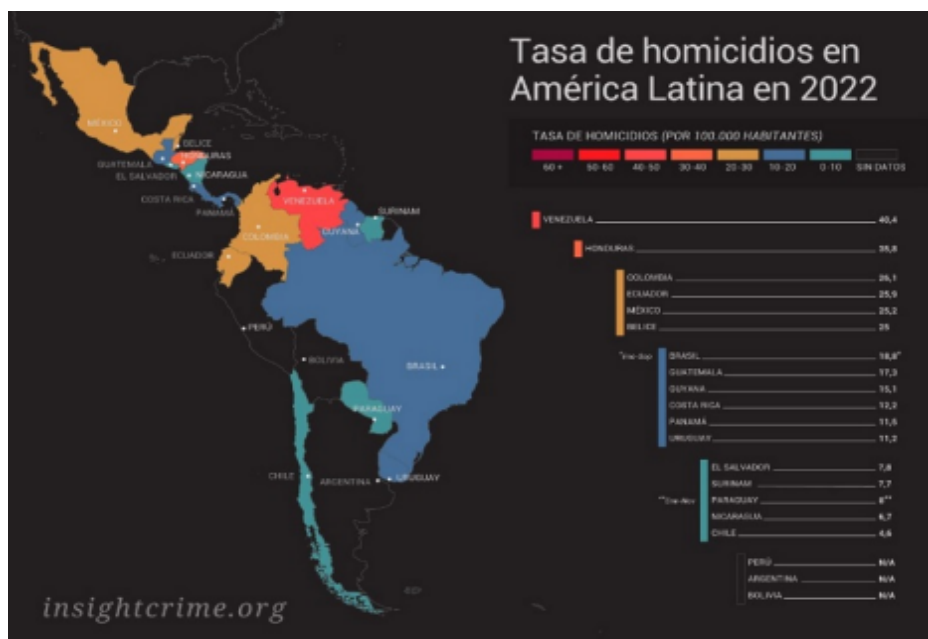 Tasa de homicidios en
América Latina en 2022
TASA DE HOMICIDIOS (POR 100.000 HABITANTES)
60 + 50-60 40-50 30-40 20-30 10-20 0-10 SIN DATOS
VENEZUELA 40,4
HONDURAS 35,8
COLOMBIA 26,1
ECUADOR 25,9
MÉXICO 25,2
BELICE 25
BRASIL 18,8*
GUATEMALA 17,3
GUYANA 15,1
COSTA RICA 12,2
PANAMÁ 11,5
URUGUAY 11,2
EL SALVADOR 7,8
SURINAM 7,7
PARAGUAY 8**
NICARAGUA 6,7
CHILE 4,6
PERÚ N/A
ARGENTINA N/A
BOLIVIA N/A
MÉXICO
BELICE
HONDURAS
GUATEMALA
EL SALVADOR
NICARAGUA
COSTA RICA
PANAMÁ
VENEZUELA
SURINAM
GUYANA
COLOMBIA
ECUADOR
PERÚ
BOLIVIA
BRASIL
PARAGUAY
CHILE
ARGENTINA
URUGUAY
insightcrime.org